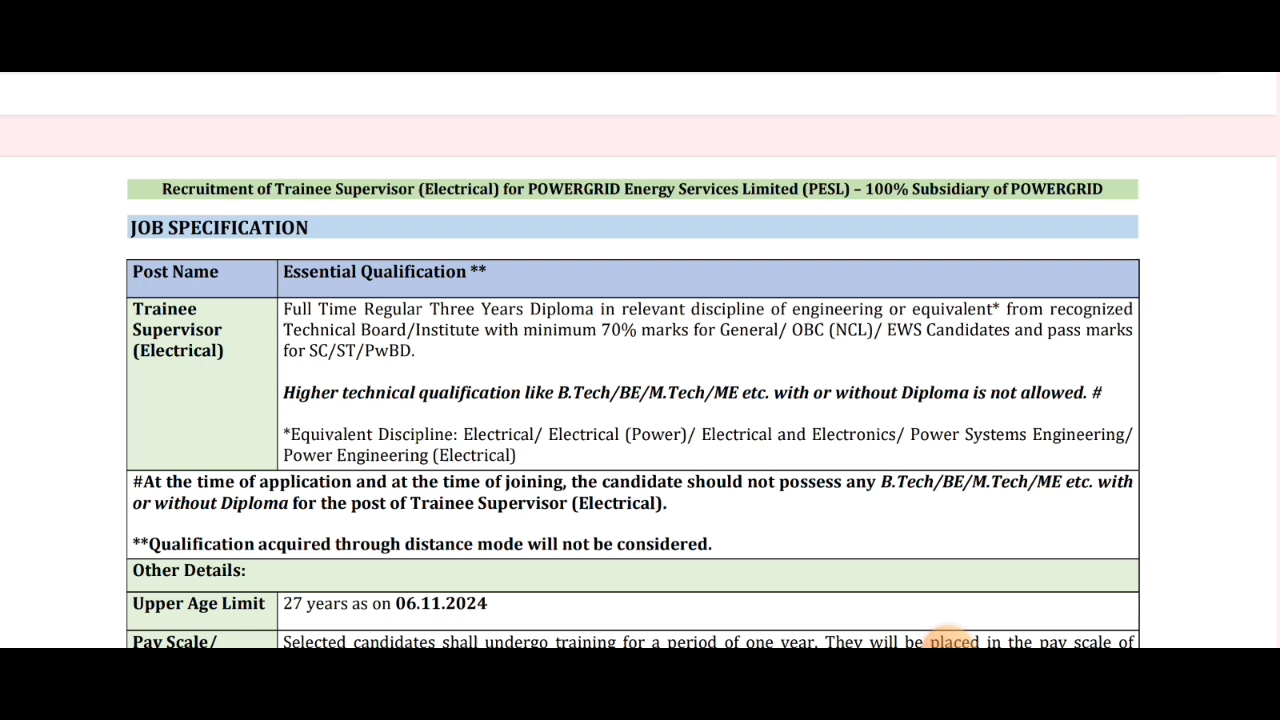 Recruitment of Trainee Supervisor (Electrical) for POWERGRID Energy Services Limited (PESL) – 100% Subsidiary of POWERGRID
JOB SPECIFICATION
Post Name
Essential Qualification **
Trainee
Supervisor
(Electrical)
Full Time Regular Three Years Diploma in relevant discipline of engineering or equivalent* from recognized
Technical Board/Institute with minimum 70% marks for General/ OBC (NCL)/ EWS Candidates and pass marks
for SC/ST/PwBD.
Higher technical qualification like B.Tech/BE/M.Tech/ME etc. with or without Diploma is not allowed. #
*Equivalent Discipline: Electrical/ Electrical (Power)/ Electrical and Electronics/ Power Systems Engineering/
Power Engineering (Electrical)
#At the time of application and at the time of joining, the candidate should not possess any B.Tech/BE/M.Tech/ME etc. with
or without Diploma for the post of Trainee Supervisor (Electrical).
**Qualification acquired through distance mode will not be considered.
Other Details:
Upper Age Limit
27 years as on 06.11.2024
Pay Scale/
Selected candidates shall undergo training for a period of one year. They will be placed in the pay scale of